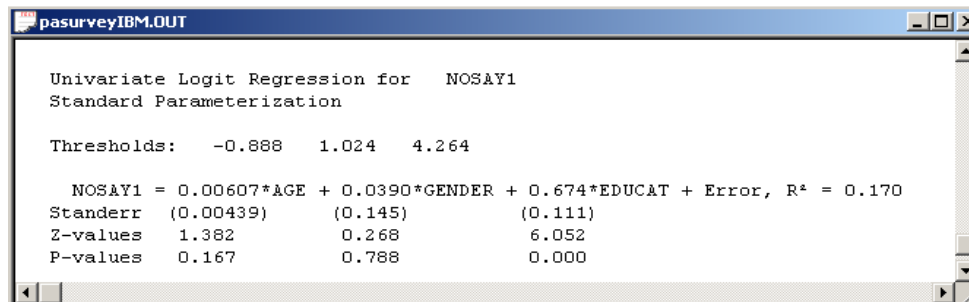 pasurveyIBM.OUT
Univariate Logit Regression for NOSAY1
Standard Parameterization
Thresholds: -0.888 1.024 4.264
NOSAY1 = 0.00607*AGE + 0.0390*GENDER + 0.674*EDUCAT + Error, R² = 0.170
Standerr (0.00439) (0.145) (0.111)
Z-values 1.382 0.268 6.052
P-values 0.167 0.788 0.000